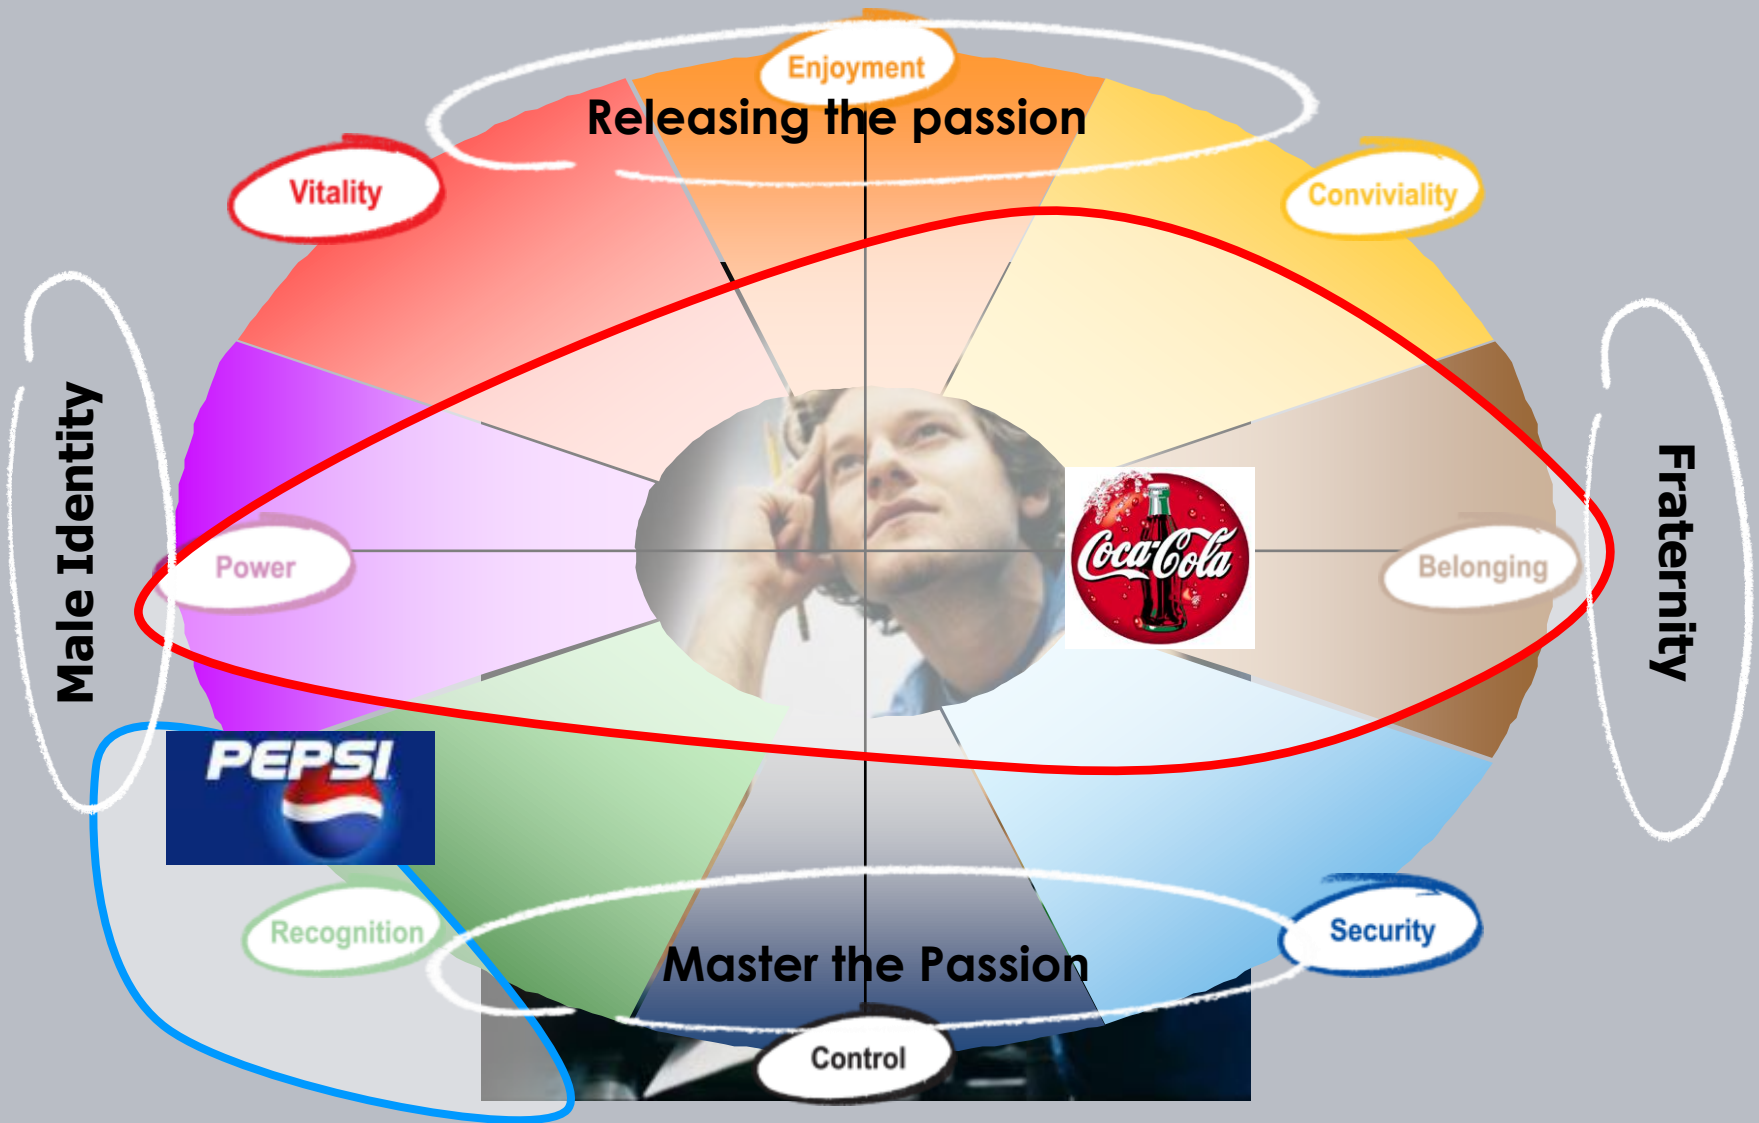 Enjoyment
Releasing the passion
Vitality
Conviviality
Male Identity
Fraternity
Coca-Cola
Power
Belonging
PEPSI
Recognition
Security
Master the Passion
Control